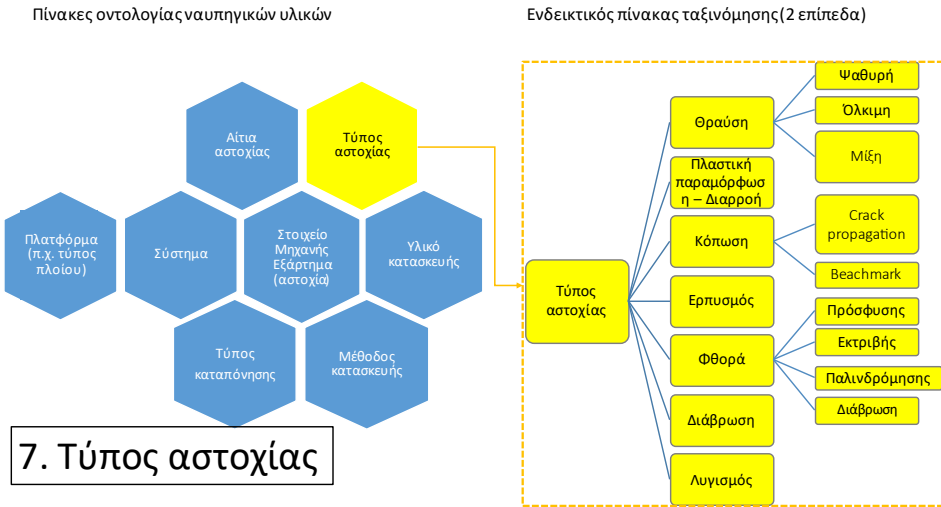 Πίνακες οντολογίας ναυπηγικών υλικών
Ενδεικτικός πίνακας ταξινόμησης (2 επίπεδα)
Αίτια
αστοχίας
Τύπος
αστοχίας
Πλατφόρμα
(π.χ. τύπος
πλοίου)
Σύστημα
Στοιχείο
Μηχανής
Εξάρτημα
(αστοχία)
Υλικό
κατασκευής
Τύπος
καταπόνησης
Μέθοδος
κατασκευής
7. Τύπος αστοχίας
Τύπος
αστοχίας
Θραύση
Ψαθυρή
Όλκιμη
Μίξη
Πλαστική
παραμόρφωσ
η – Διαρροή
Κόπωση
Crack
propagation
Beachmark
Ερπυσμός
Φθορά
Πρόσφυσης
Εκτριβής
Παλινδρόμησης
Διάβρωση
Διάβρωση
Λυγισμός